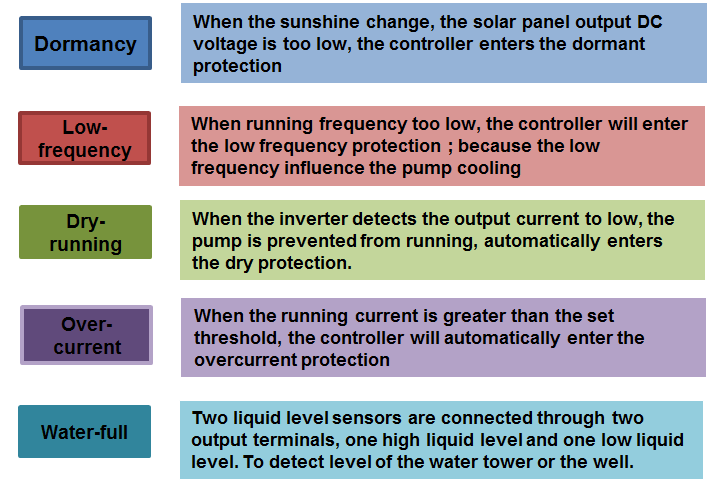 Dormancy
When the sunshine change, the solar panel output DC
voltage is too low, the controller enters the dormant
protection
Low-
frequency
When running frequency too low, the controller will enter
the low frequency protection ; because the low
frequency influence the pump cooling
Dry-
running
When the inverter detects the output current to low, the
pump is prevented from running, automatically enters
the dry protection.
Over-
current
When the running current is greater than the set
threshold, the controller will automatically enter the
overcurrent protection
Water-full
Two liquid level sensors are connected through two
output terminals, one high liquid level and one low liquid
level. To detect level of the water tower or the well.